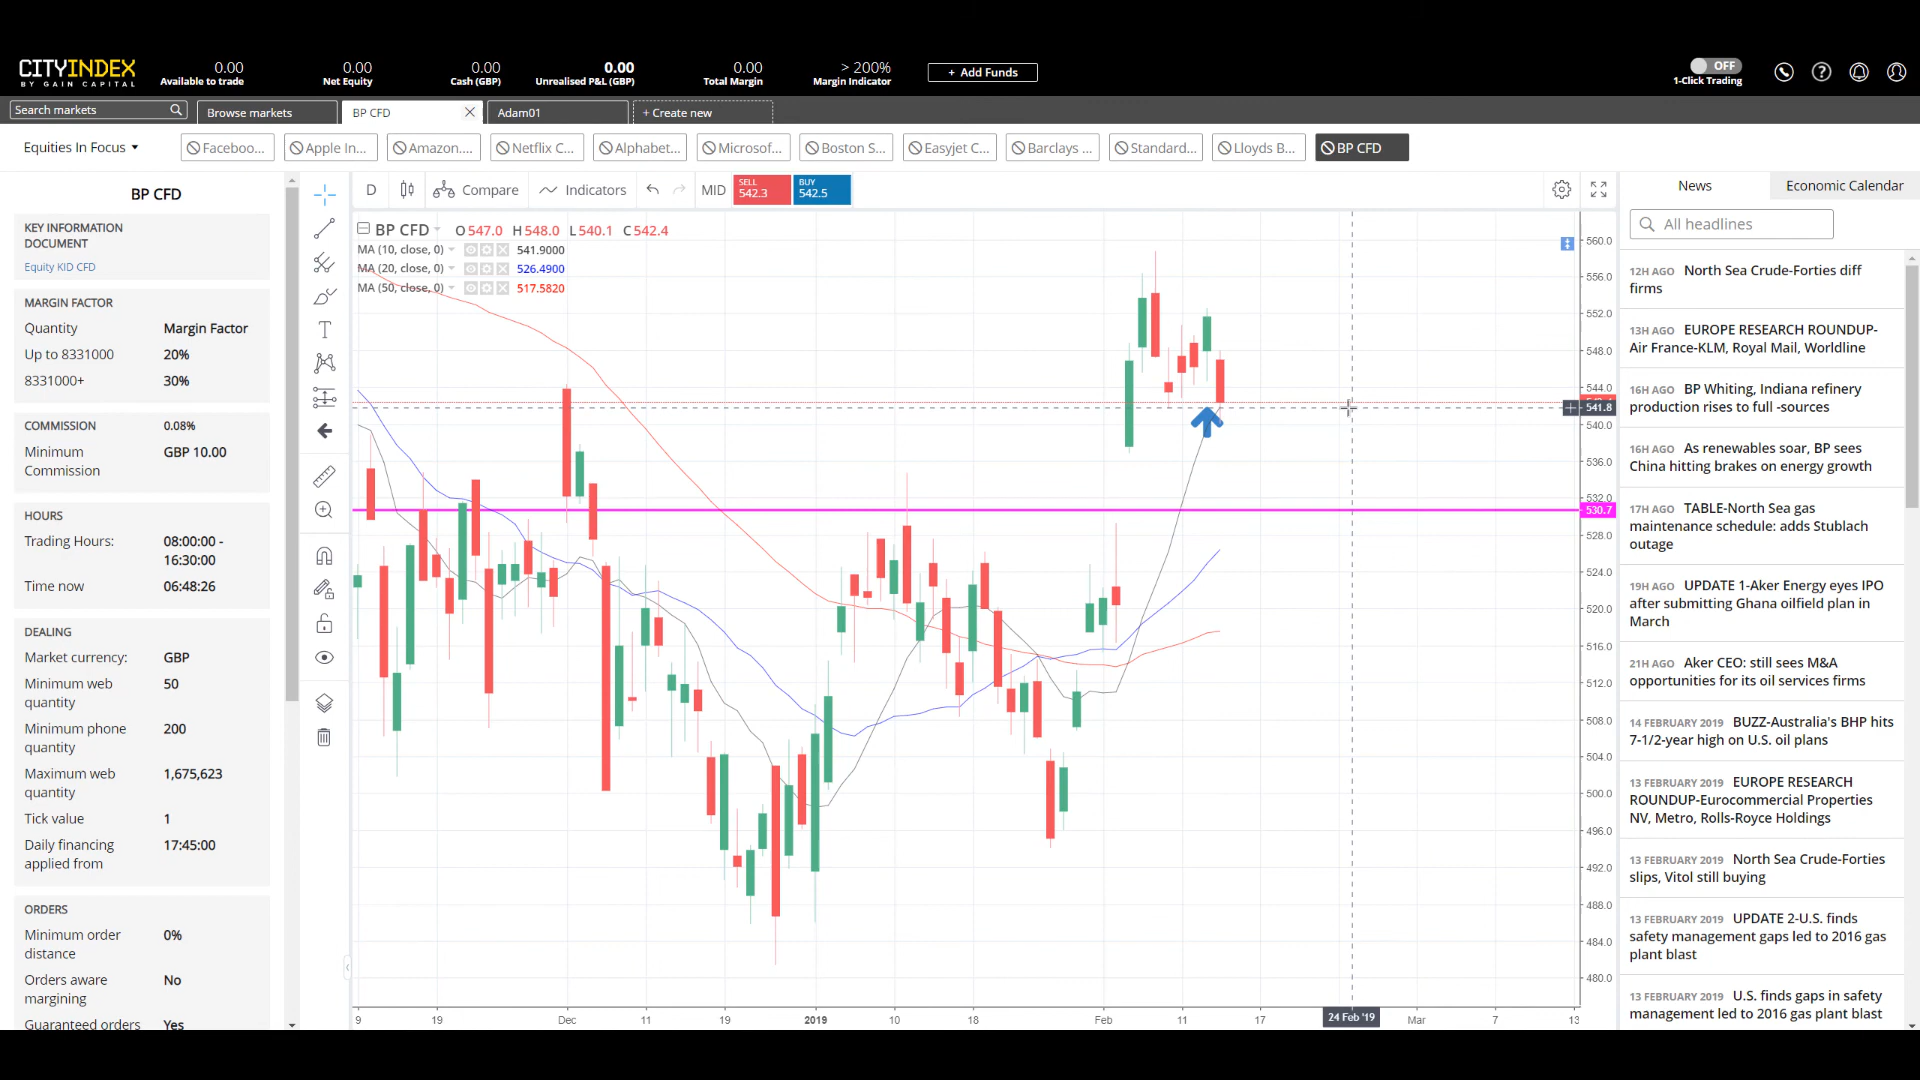 CITYINDEX
BY GAIN CAPITAL
0.00
Available to trade
0.00
Net Equity
0.00
Cash (GBP)
0.00
Unrealised P&L (GBP)
0.00
Total Margin
> 200%
Margin Indicator
+ Add Funds
OFF
1-Click Trading
Search markets
Browse markets
BP CFD
Adam01
+ Create new
Equities In Focus
Faceboo...
Apple In...
Amazon....
Netflix C...
Alphabet...
Microsof...
Boston S...
Easyjet C...
Barclays ...
Standard...
Lloyds B...
BP CFD
BP CFD
KEY INFORMATION
DOCUMENT
Equity KID CFD
MARGIN FACTOR
Quantity Margin Factor
Up to 8331000 20%
8331000+ 30%
COMMISSION 0.08%
Minimum
Commission GBP 10.00
HOURS
Trading Hours: 08:00:00 -
16:30:00
Time now 06:48:26
DEALING
Market currency: GBP
Minimum web
quantity 50
Minimum phone
quantity 200
Maximum web
quantity 1,675,623
Tick value 1
Daily financing
applied from 17:45:00
ORDERS
Minimum order
distance 0%
Orders aware
margining No
Guaranteed orders Yes
D
Compare
Indicators
MID
SELL
542.3
BUY
542.5
BP CFD O547.0 H548.0 L540.1 C542.4
MA (10, close, 0) 541.9000
MA (20, close, 0) 526.4900
MA (50, close, 0) 517.5820
560.0
556.0
552.0
548.0
544.0
541.8
540.0
536.0
532.0
530.7
528.0
524.0
520.0
516.0
512.0
508.0
504.0
500.0
496.0
492.0
488.0
484.0
480.0
9 19 Dec 11 19 2019 10 18 Feb 11 17 24 Feb '19 Mar 7 13
News
Economic Calendar
All headlines
12H AGO North Sea Crude-Forties diff
firms
13H AGO EUROPE RESEARCH ROUNDUP-
Air France-KLM, Royal Mail, Worldline
16H AGO BP Whiting, Indiana refinery
production rises to full -sources
16H AGO As renewables soar, BP sees
China hitting brakes on energy growth
17H AGO TABLE-North Sea gas
maintenance schedule: adds Stublach
outage
19H AGO UPDATE 1-Aker Energy eyes IPO
after submitting Ghana oilfield plan in
March
21H AGO Aker CEO: still sees M&A
opportunities for its oil services firms
14 FEBRUARY 2019 BUZZ-Australia's BHP hits
7-1/2-year high on U.S. oil plans
13 FEBRUARY 2019 EUROPE RESEARCH
ROUNDUP-Eurocommercial Properties
NV, Metro, Rolls-Royce Holdings
13 FEBRUARY 2019 North Sea Crude-Forties
slips, Vitol still buying
13 FEBRUARY 2019 UPDATE 2-U.S. finds
safety management gaps led to 2016 gas
plant blast
13 FEBRUARY 2019 U.S. finds gaps in safety
management led to 2016 gas plant blast